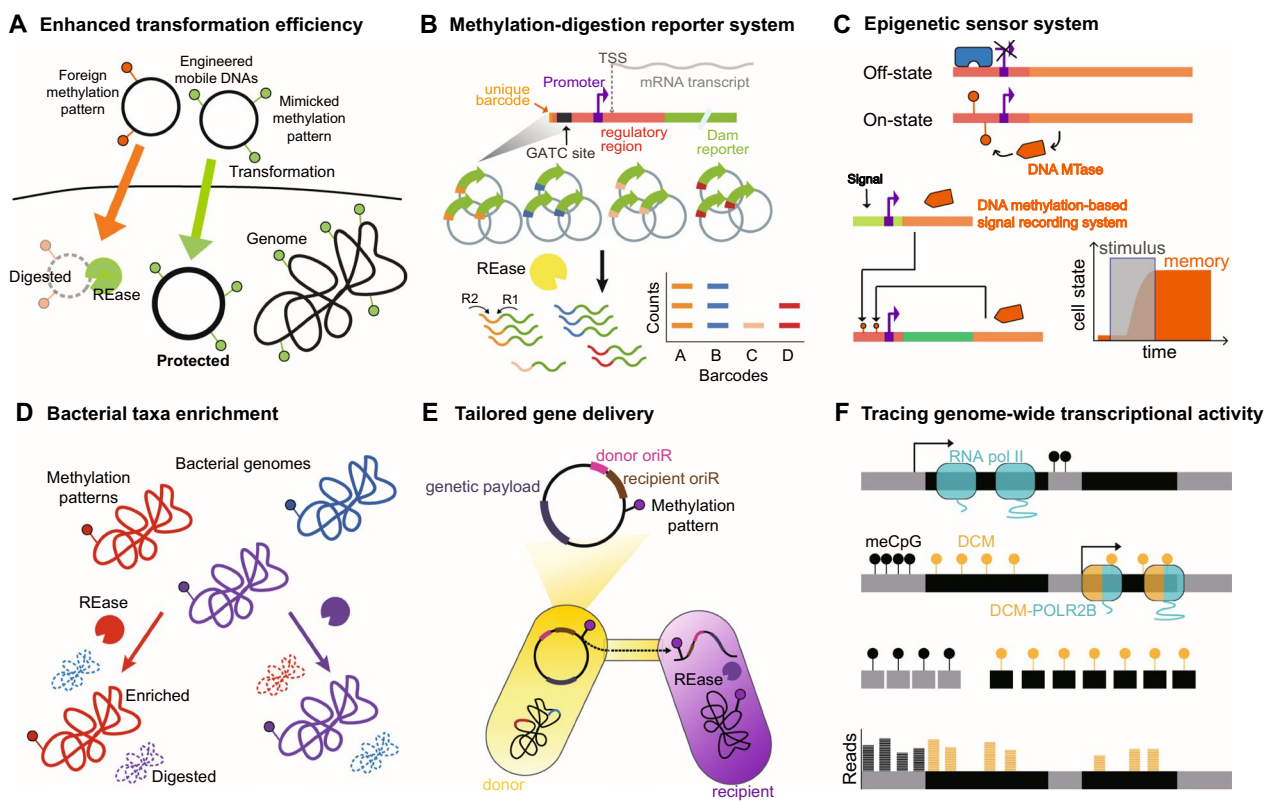 A Enhanced transformation efficiency
Foreign
methylation
pattern
Engineered
mobile DNAs
Mimicked
methylation
pattern
Transformation
Digested
REase
Genome
Protected
B Methylation-digestion reporter system
TSS
Promoter
mRNA transcript
unique
barcode
GATC site
regulatory
region
Dam
reporter
REase
R2
R1
Counts
A B C D
Barcodes
C Epigenetic sensor system
Off-state
On-state
DNA MTase
Signal
DNA methylation-based
signal recording system
stimulus
memory
cell state
time
D Bacterial taxa enrichment
Methylation
patterns
Bacterial genomes
REase
Enriched
Digested
E Tailored gene delivery
donor oriR
recipient oriR
genetic payload
Methylation
pattern
REase
donor
recipient
F Tracing genome-wide transcriptional activity
RNA pol II
meCpG
DCM
DCM-POLR2B
Reads